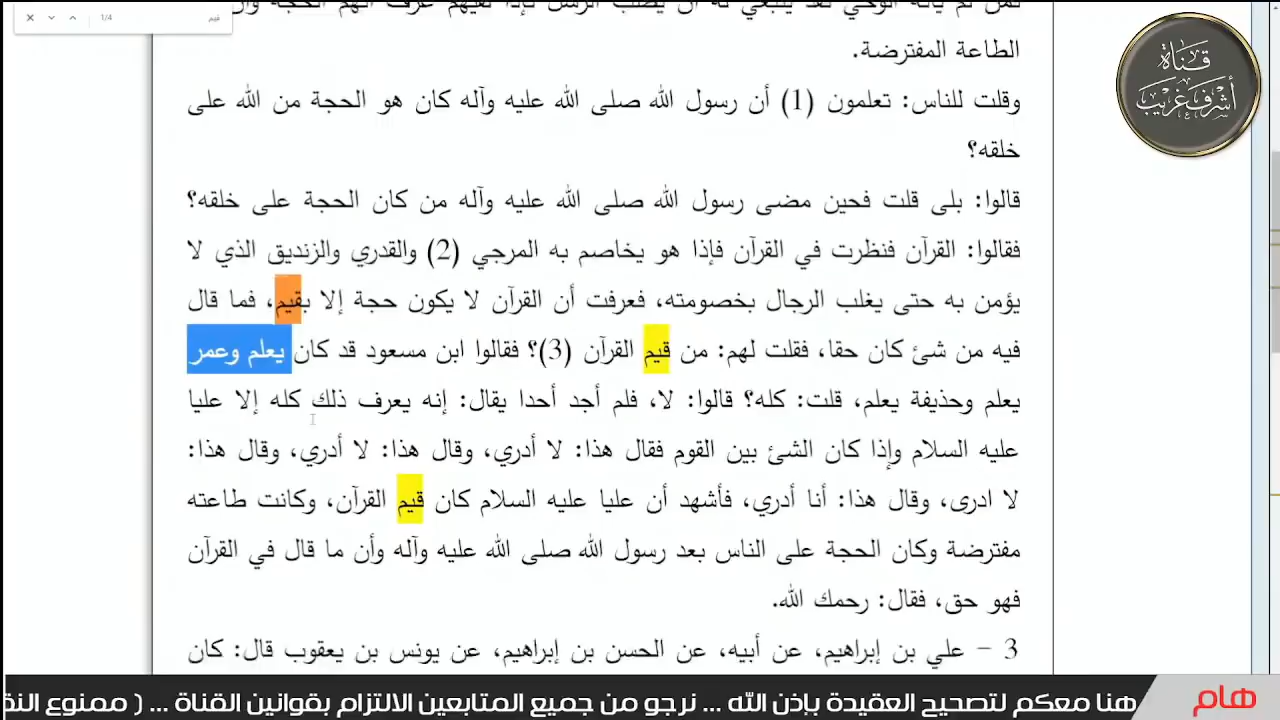 قيم
1/4
لمن لم يأته الوحي
الطاعة المفترضة.
وقلت للناس: تعلمون (1) أن رسول الله صلى الله عليه وآله كان هو الحجة من الله على
خلقه؟
قالوا: بلى قلت فحين مضى رسول الله صلى الله عليه وآله من كان الحجة على خلقه؟
فقالوا: القرآن فنظرت في القرآن فإذا هو يخاصم به المرجي (2) والقدري والزنديق الذي لا
يؤمن به حتى يغلب الرجال بخصومته، فعرفت أن القرآن لا يكون حجة إلا بقيم، فما قال
فيه من شئ كان حقا، فقلت لهم: من قيم القرآن (3)؟ فقالوا ابن مسعود قد كان يعلم وعمر
يعلم وحذيفة يعلم، قلت: كله؟ قالوا: لا، فلم أجد أحدا يقال: إنه يعرف ذلك كله إلا عليا
عليه السلام وإذا كان الشئ بين القوم فقال هذا: لا أدري، وقال هذا: لا أدري، وقال هذا:
لا ادرى، وقال هذا: أنا أدري، فأشهد أن عليا عليه السلام كان قيم القرآن، وكانت طاعته
مفترضة وكان الحجة على الناس بعد رسول الله صلى الله عليه وآله وأن ما قال في القرآن
فهو حق، فقال: رحمك الله.
3 - علي بن إبراهيم، عن أبيه، عن الحسن بن إبراهيم، عن يونس بن يعقوب قال: كان
قناة
أشرف غريب
هام
هنا معكم لتصحيح العقيدة بإذن الله ... نرجو من جميع المتابعين الالتزام بقوانين القناة ... ( ممنوع